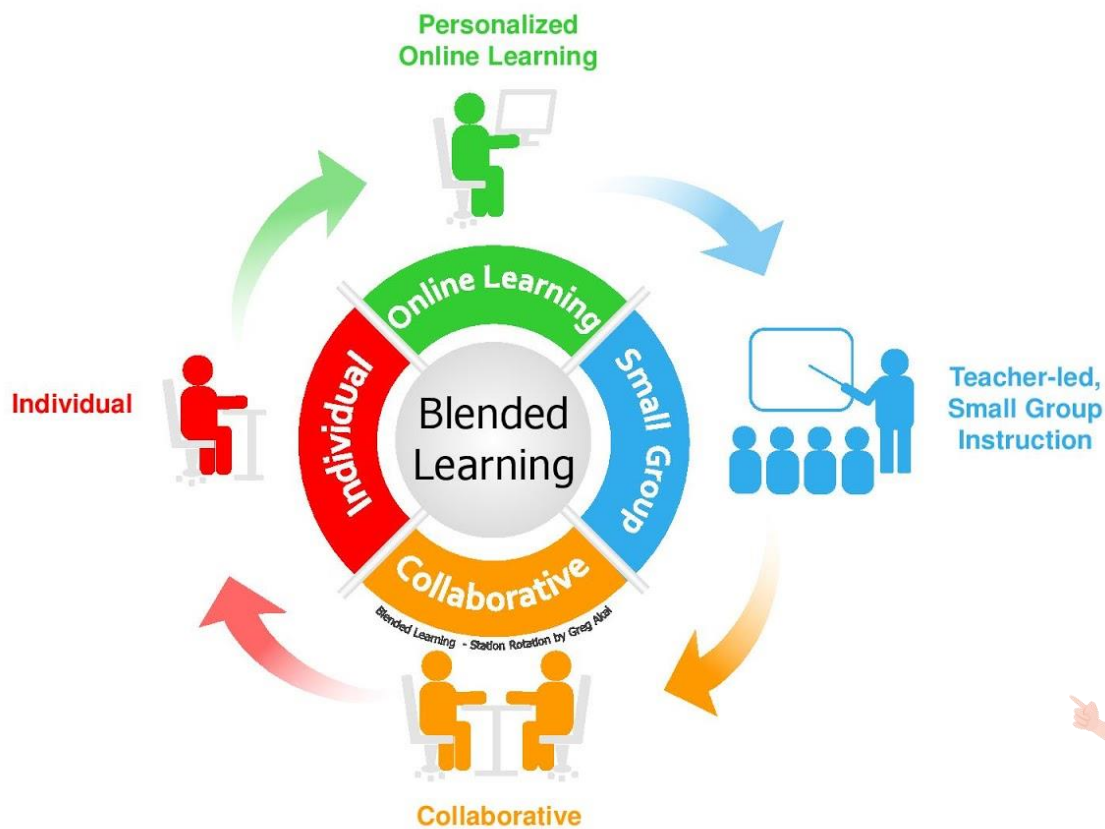 Personalized
Online Learning
Online Learning
Individual
Individual
Blended
Learning
Small Group
Teacher-led,
Small Group
Instruction
Collaborative
Blended Learning - Station Rotation by Greg Akai
Collaborative